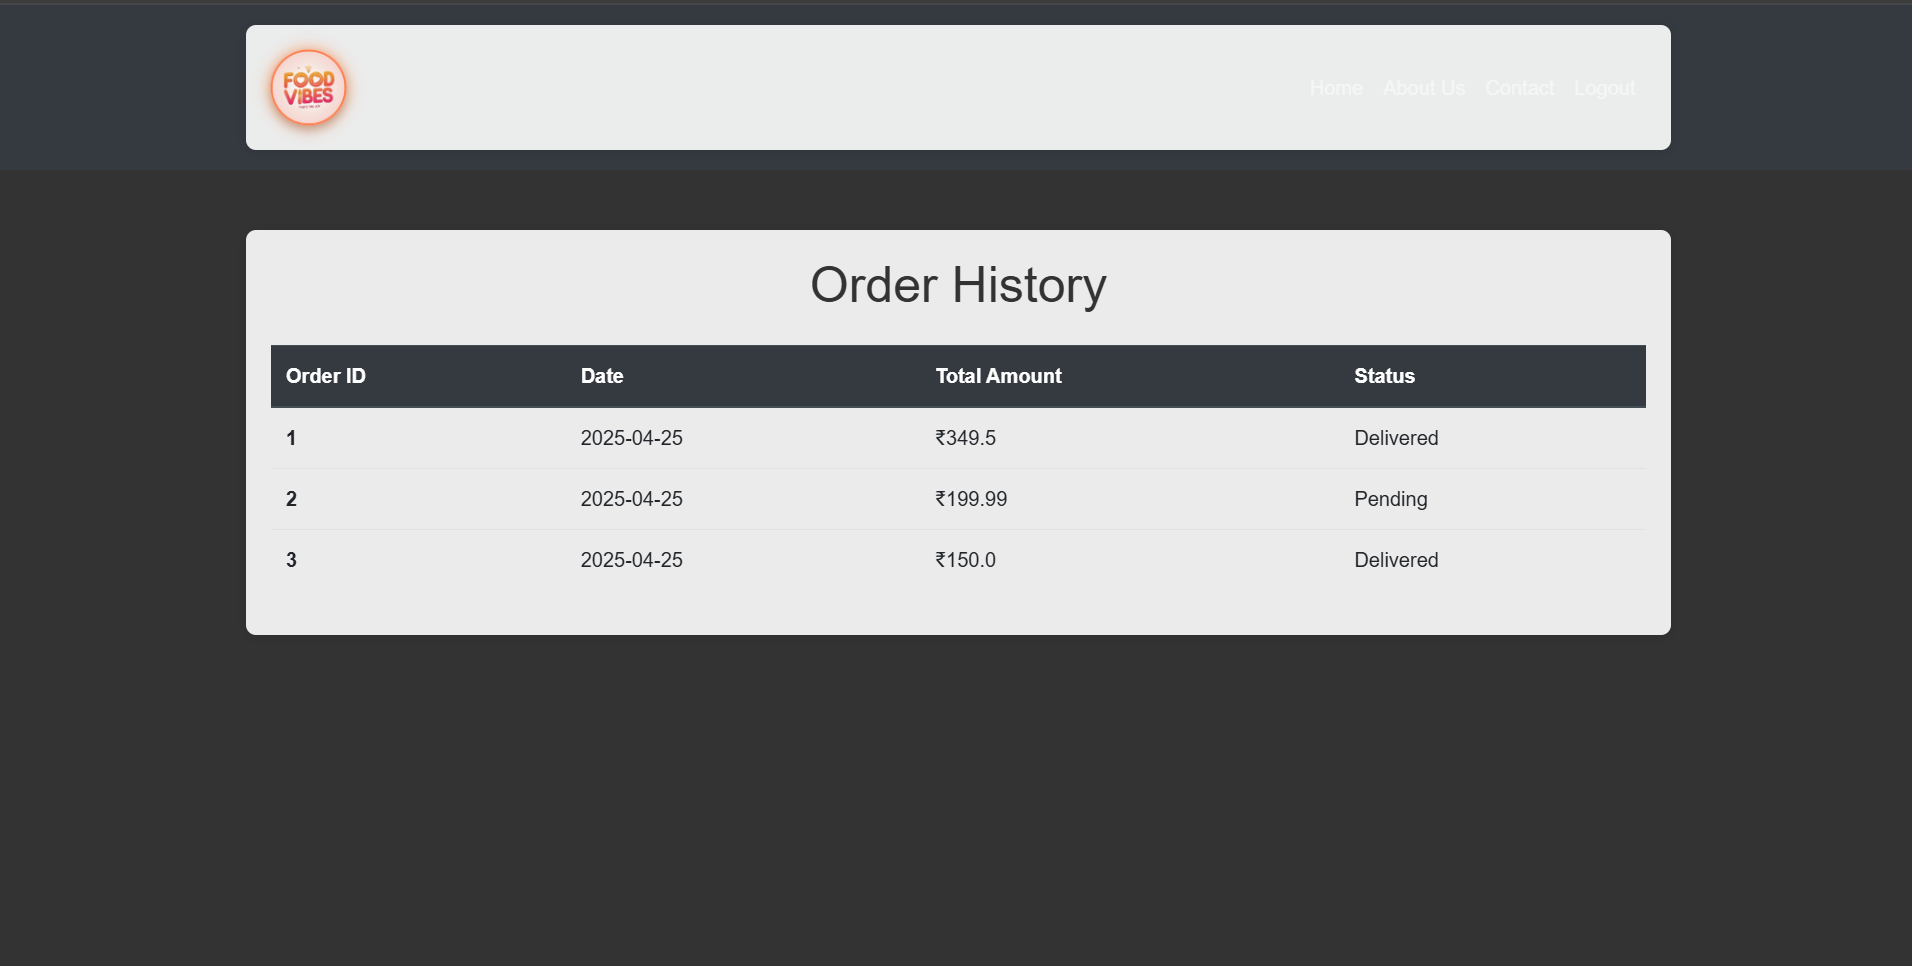 FOOD
VIBES
Home About Us Contact Logout
Order History
Order ID Date Total Amount Status
1 2025-04-25 ₹349.5 Delivered
2 2025-04-25 ₹199.99 Pending
3 2025-04-25 ₹150.0 Delivered